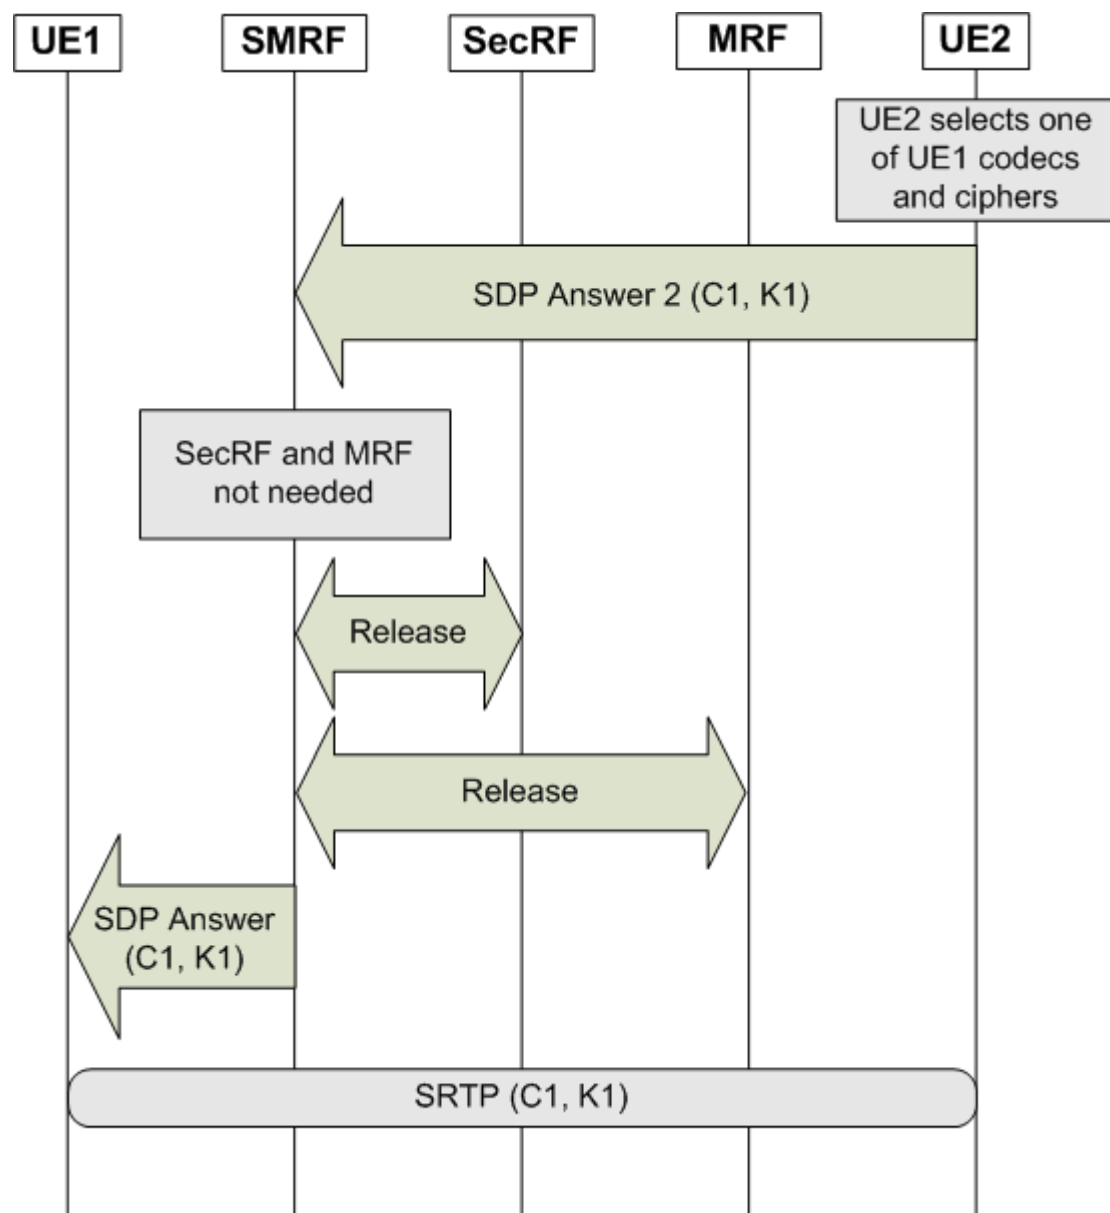 UE1
SMRF
SecRF
MRF
UE2
UE2 selects one
of UE1 codecs
and ciphers
SDP Answer 2 (C1, K1)
SecRF and MRF
not needed
Release
Release
SDP Answer
(C1, K1)
SRTP (C1, K1)